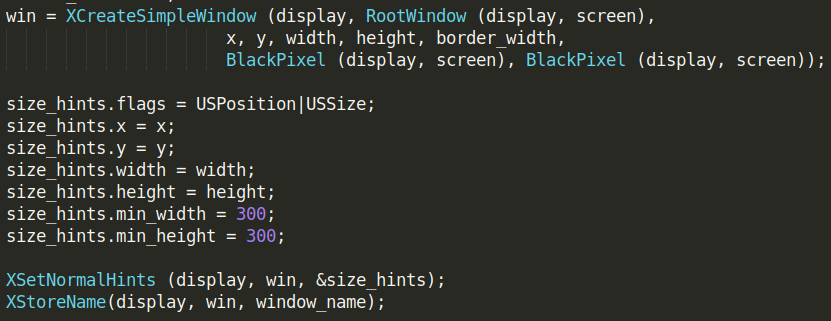 win = XCreateSimpleWindow (display, RootWindow (display, screen),
x, y, width, height, border_width,
BlackPixel (display, screen), BlackPixel (display, screen));
size_hints.flags = USPosition|USSize;
size_hints.x = x;
size_hints.y = y;
size_hints.width = width;
size_hints.height = height;
size_hints.min_width = 300;
size_hints.min_height = 300;
XSetNormalHints (display, win, &size_hints);
XStoreName(display, win, window_name);